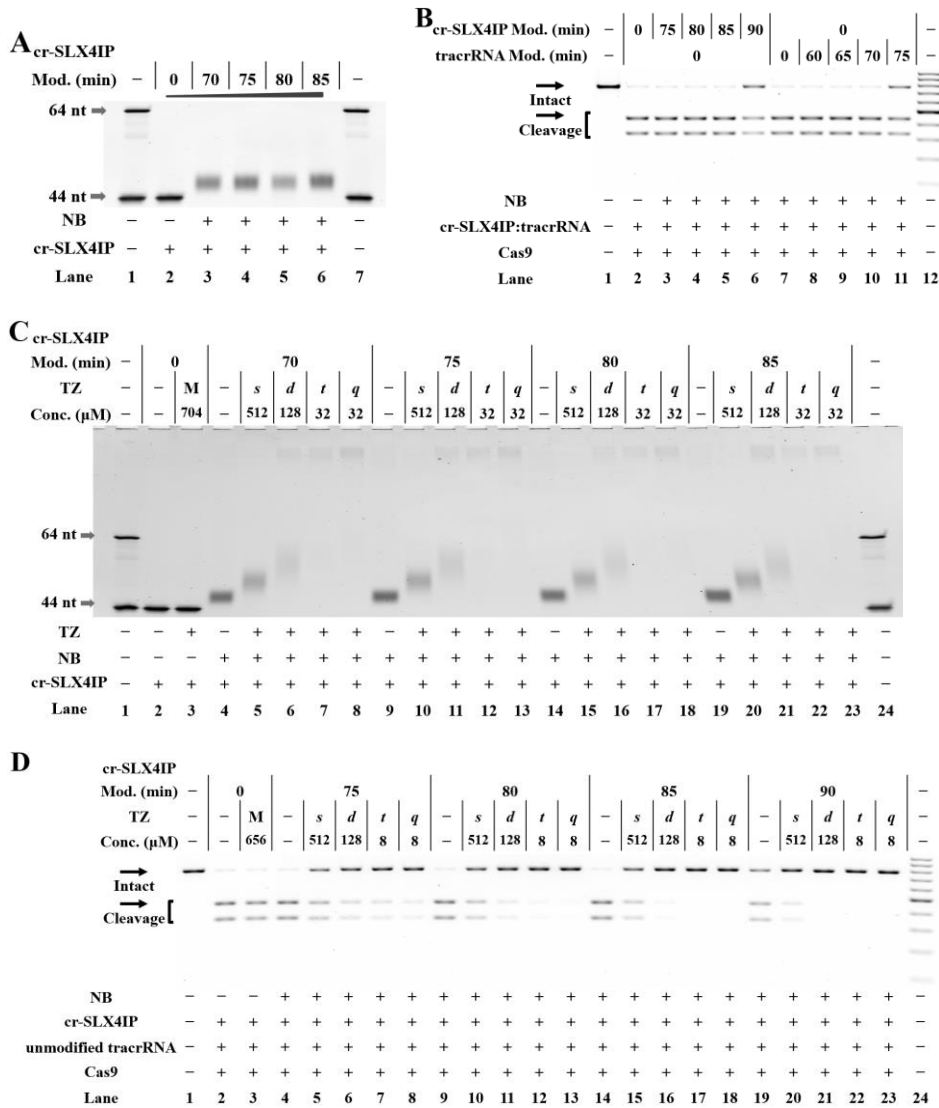 A
cr-SLX4IP
Mod. (min) – 0 70 75 80 85 –
64 nt
44 nt
NB – – + + + + –
cr-SLX4IP – + + + + + –
Lane 1 2 3 4 5 6 7
B
cr-SLX4IP Mod. (min) – 0 75 80 85 90 0 –
tracrRNA Mod. (min) – 0 0 60 65 70 75 –
Intact
Cleavage
NB – – + + + + – + + + + –
cr-SLX4IP:tracrRNA – + + + + + + + + + + –
Cas9 – + + + + + + + + + + –
Lane 1 2 3 4 5 6 7 8 9 10 11 12
C
cr-SLX4IP
Mod. (min) – 0 70 75 80 85 –
TZ – – M – s d t q – s d t q – s d t q – s d t q –
Conc. (μM) – – 704 – 512 128 32 32 – 512 128 32 32 – 512 128 32 32 – 512 128 32 32 –
64 nt
44 nt
TZ – – + – + + + + – + + + + – + + + + – + + + + –
NB – – – + + + + + + + + + + + + + + + + + + + + –
cr-SLX4IP – + + + + + + + + + + + + + + + + + + + + + + –
Lane 1 2 3 4 5 6 7 8 9 10 11 12 13 14 15 16 17 18 19 20 21 22 23 24
D
cr-SLX4IP
Mod. (min) – 0 75 80 85 90 –
TZ – – M – s d t q – s d t q – s d t q – s d t q –
Conc. (μM) – – 656 – 512 128 8 8 – 512 128 8 8 – 512 128 8 8 – 512 128 8 8 –
Intact
Cleavage
NB – – – + + + + + + + + + + + + + + + + + + + + –
cr-SLX4IP – + + + + + + + + + + + + + + + + + + + + + + –
unmodified tracrRNA – + + + + + + + + + + + + + + + + + + + + + + –
Cas9 – + + + + + + + + + + + + + + + + + + + + + + –
Lane 1 2 3 4 5 6 7 8 9 10 11 12 13 14 15 16 17 18 19 20 21 22 23 24